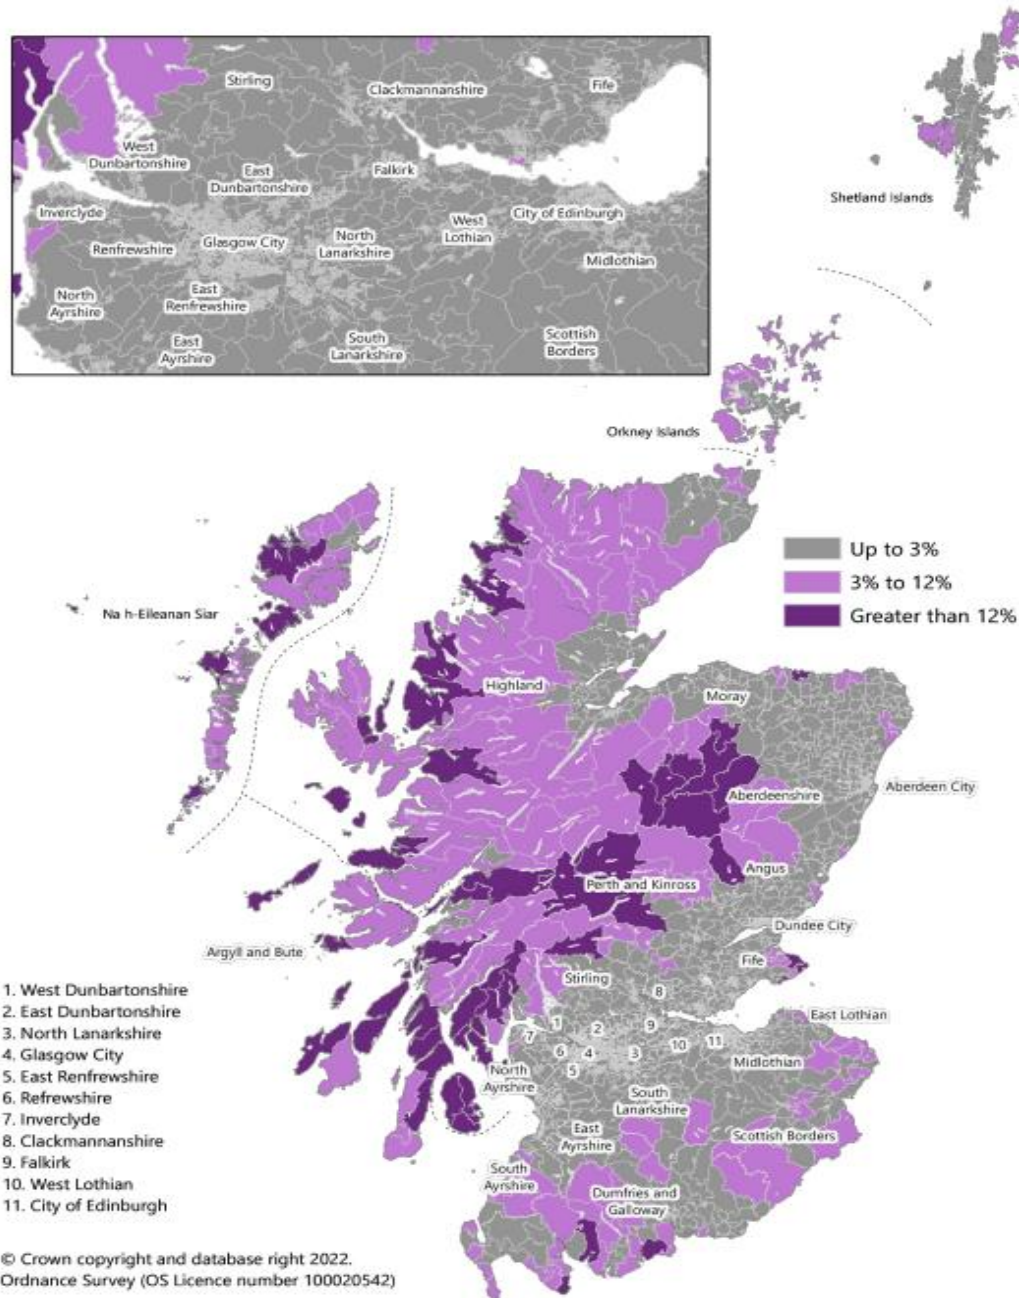 Stirling
Clackmannanshire
Fife
West
Dunbartonshire
East
Dunbartonshire
Falkirk
Inverclyde
Renfrewshire
Glasgow City
North
Lanarkshire
West
Lothian
City of Edinburgh
Midlothian
North
Ayrshire
East
Renfrewshire
East
Ayrshire
South
Lanarkshire
Scottish
Borders
Shetland Islands
Orkney Islands
Up to 3%
3% to 12%
Greater than 12%
Na h-Eileanan Siar
Highland
Moray
Aberdeenshire
Aberdeen City
Angus
Perth and Kinross
Dundee City
Argyll and Bute
Stirling
Fife
8
East Lothian
1
2
9
7
6
4
3
10
11
5
Midlothian
North
Ayrshire
South
Lanarkshire
East
Ayrshire
Scottish Borders
South
Ayrshire
Dumfries and
Galloway
1. West Dunbartonshire
2. East Dunbartonshire
3. North Lanarkshire
4. Glasgow City
5. East Renfrewshire
6. Refrewshire
7. Inverclyde
8. Clackmannanshire
9. Falkirk
10. West Lothian
11. City of Edinburgh
© Crown copyright and database right 2022.
Ordnance Survey (OS Licence number 100020542)